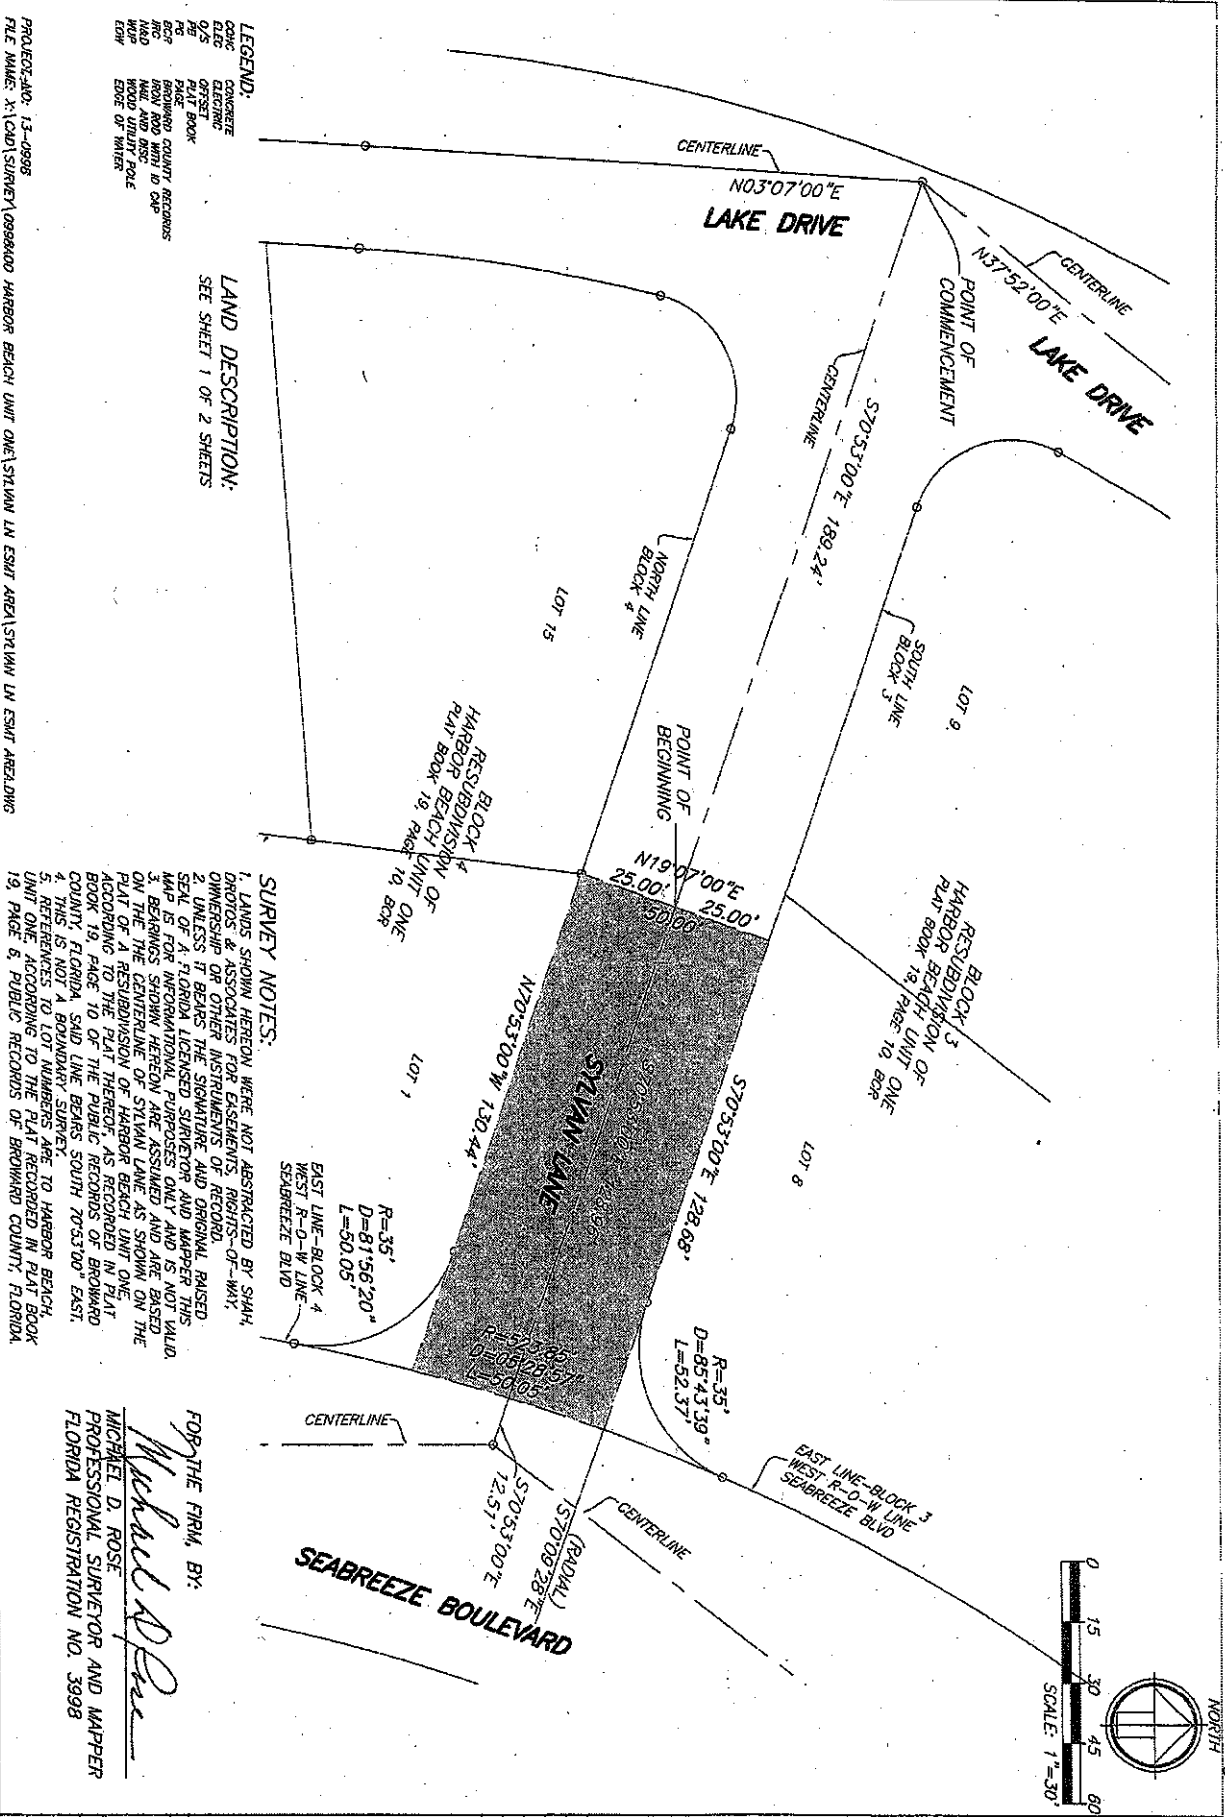 NORTH
0 15 30 45 60
SCALE: 1"=30'
CENTERLINE
N37°52'00"E
LAKE DRIVE
POINT OF
COMMENCEMENT
CENTERLINE
N03°07'00"E
LAKE DRIVE
CENTERLINE
S70°53'00"E 189.24'
SOUTH LINE
BLOCK 3
LOT 9
NORTH LINE
BLOCK 4
LOT 15
POINT OF
BEGINNING
BLOCK 3
RESUBDIVISION OF
HARBOR BEACH UNIT ONE
PLAT BOOK 19, PAGE 10, BCR
BLOCK 4
RESUBDIVISION OF
HARBOR BEACH UNIT ONE
PLAT BOOK 19, PAGE 10, BCR
N19°07'00"E
25.00'
50.00'
25.00'
LOT 8
LOT 1
S70°53'00"E 128.68'
SYLVAN LANE
N70°53'00"W 130.44'
R=35'
D=85°43'39"
L=52.37'
R=35'
D=81°56'20"
L=50.05'
R=523.85'
D=05°28'57"
L=50.05'
EAST LINE-BLOCK 3
WEST R-O-W LINE
SEABREEZE BLVD
EAST LINE-BLOCK 4
WEST R-O-W LINE
SEABREEZE BLVD
CENTERLINE
(RADIAL)
S70°09'28"E
S70°53'00"E
12.51'
CENTERLINE
SEABREEZE BOULEVARD
LEGEND:
CONC CONCRETE
ELEC ELECTRIC
O/S OFFSET
PB PLAT BOOK
PG PAGE
BCR BROWARD COUNTY RECORDS
IRC IRON ROD WITH ID CAP
N&D NAIL AND DISC
WUP WOOD UTILITY POLE
EOW EDGE OF WATER
LAND DESCRIPTION:
SEE SHEET 1 OF 2 SHEETS
SURVEY NOTES:
1. LANDS SHOWN HEREON WERE NOT ABSTRACTED BY SHAH,
DROTOS & ASSOCIATES FOR EASEMENTS, RIGHTS-OF-WAY,
OWNERSHIP OR OTHER INSTRUMENTS OF RECORD.
2. UNLESS IT BEARS THE SIGNATURE AND ORIGINAL RAISED
SEAL OF A FLORIDA LICENSED SURVEYOR AND MAPPER THIS
MAP IS FOR INFORMATIONAL PURPOSES ONLY AND IS NOT VALID.
3. BEARINGS SHOWN HEREON ARE ASSUMED AND ARE BASED
ON THE THE CENTERLINE OF SYLVAN LANE AS SHOWN ON THE
PLAT OF A RESUBDIVISION OF HARBOR BEACH UNIT ONE,
ACCORDING TO THE PLAT THEREOF, AS RECORDED IN PLAT
BOOK 19, PAGE 10 OF THE PUBLIC RECORDS OF BROWARD
COUNTY, FLORIDA, SAID LINE BEARS SOUTH 70°53'00" EAST.
4. THIS IS NOT A BOUNDARY SURVEY.
5. REFERENCES TO LOT NUMBERS ARE TO HARBOR BEACH,
UNIT ONE, ACCORDING TO THE PLAT RECORDED IN PLAT BOOK
19, PAGE 6, PUBLIC RECORDS OF BROWARD COUNTY, FLORIDA
FOR THE FIRM, BY:
Michael D Rose
MICHAEL D. ROSE
PROFESSIONAL SURVEYOR AND MAPPER
FLORIDA REGISTRATION NO. 3998
PROJECT NO: 13-0998
FILE NAME: X:\CAD\SURVEY\0998A00 HARBOR BEACH UNIT ONE\SYLVAN LN ESMT AREA\SYLVAN LN ESMT AREA.DWG